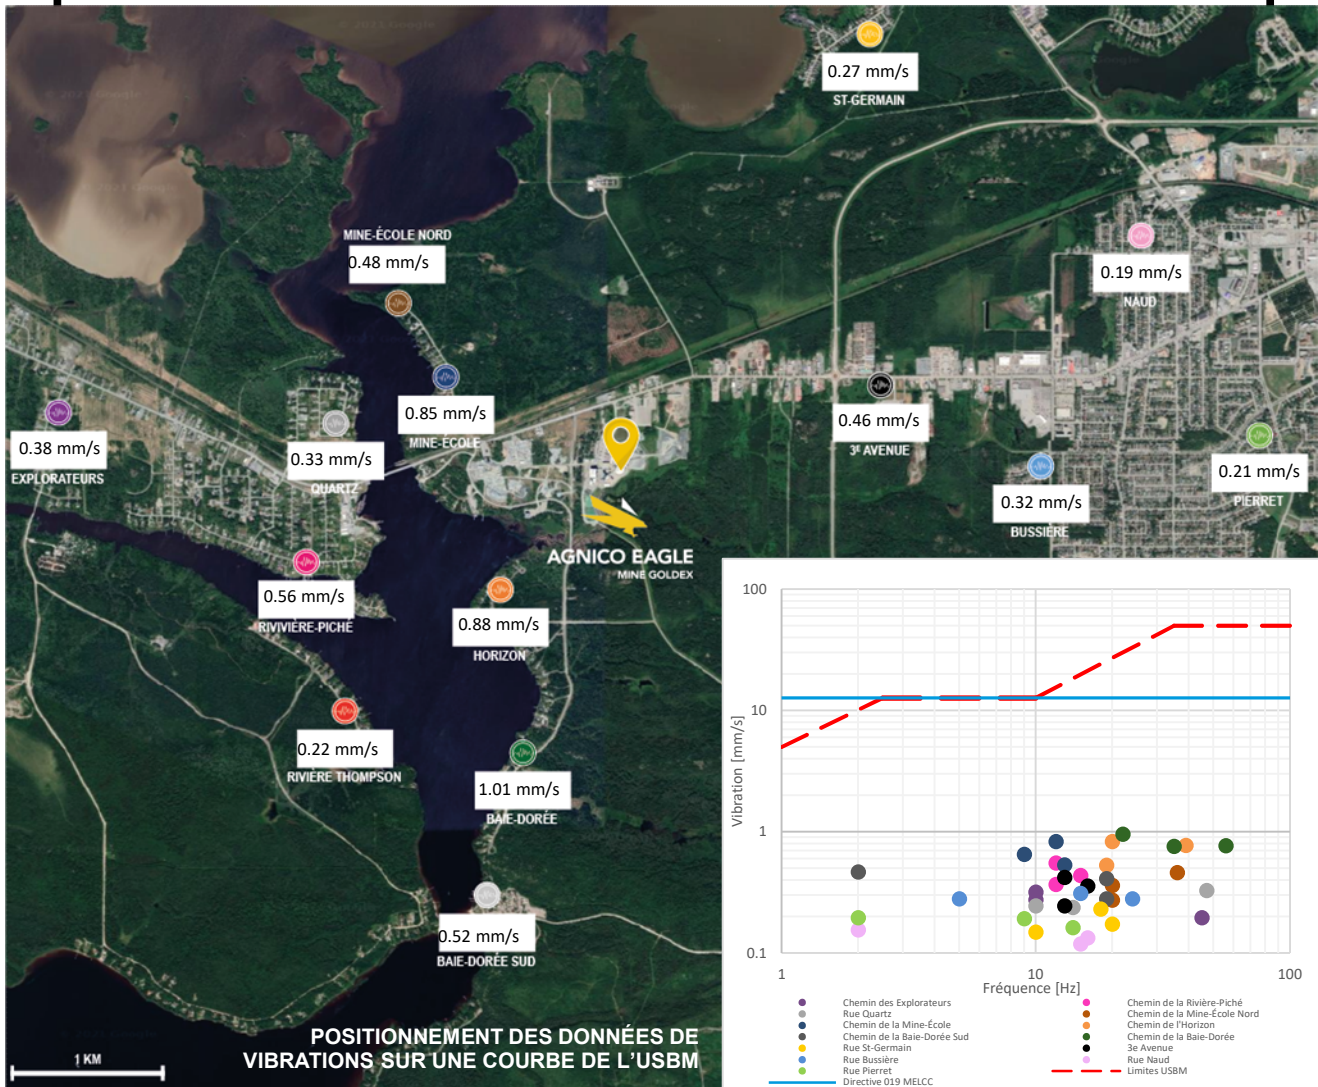 0.27 mm/s
ST-GERMAIN
MINE-ÉCOLE NORD
0.48 mm/s
0.19 mm/s
NAUD
0.85 mm/s
MINE-ÉCOLE
0.46 mm/s
3E AVENUE
0.38 mm/s
EXPLORATEURS
0.33 mm/s
QUARTZ
0.32 mm/s
BUSSIÈRE
0.21 mm/s
PIERRET
AGNICO EAGLE
MINE GOLDEX
0.56 mm/s
RIVIVIÈRE-PICHÉ
0.88 mm/s
HORIZON
0.22 mm/s
RIVIÈRE THOMPSON
1.01 mm/s
BAIE-DORÉE
0.52 mm/s
BAIE-DORÉE SUD
1 KM
POSITIONNEMENT DES DONNÉES DE
VIBRATIONS SUR UNE COURBE DE L'USBM
100
10
1
0.1
Vibration [mm/s]
1
10
100
Fréquence [Hz]
Chemin des Explorateurs
Chemin de la Rivière-Piché
Rue Quartz
Chemin de la Mine-École Nord
Chemin de la Mine-École
Chemin de l'Horizon
Chemin de la Baie-Dorée Sud
Chemin de la Baie-Dorée
Rue St-Germain
3e Avenue
Rue Bussière
Rue Naud
Rue Pierret
Limites USBM
Directive 019 MELCC